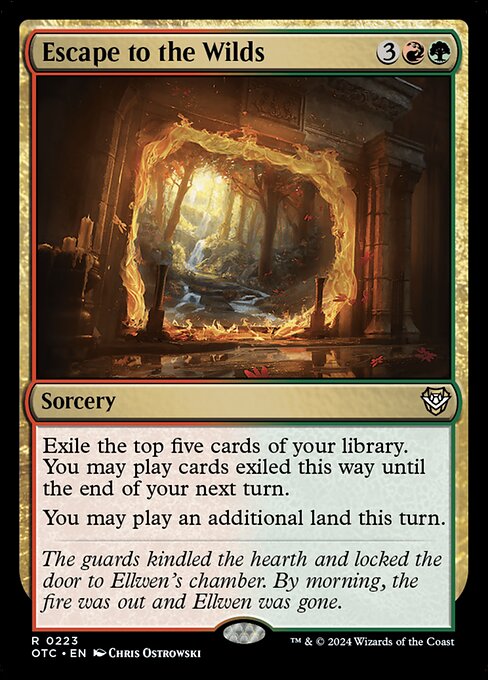 Escape to the Wilds 3
Sorcery
Exile the top five cards of your library.
You may play cards exiled this way until
the end of your next turn.
You may play an additional land this turn.
The guards kindled the hearth and locked the
door to Ellwen's chamber. By morning, the
fire was out and Ellwen was gone.
R 0223
OTC • EN Chris Ostrowski
™ & © 2024 Wizards of the Coast